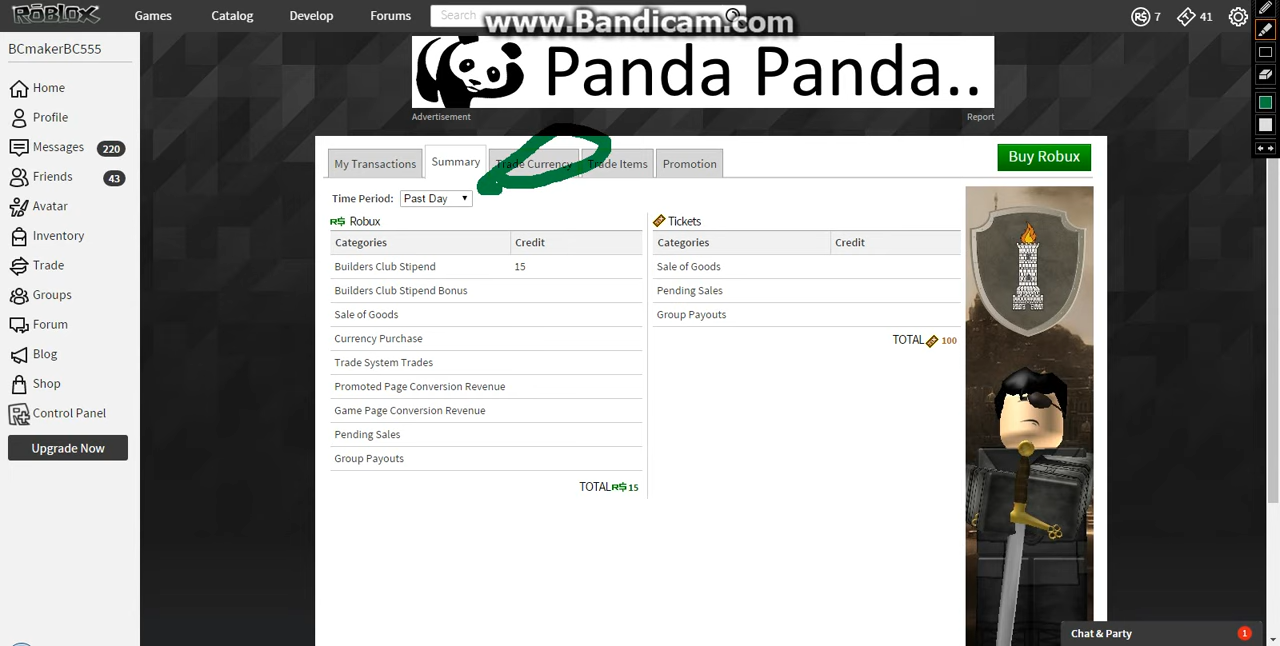 ROBLOX Games Catalog Develop Forums Search www.Bandicam.com R$ 7 41
BCmakerBC555
Home
Profile
Messages 220
Friends 43
Avatar
Inventory
Trade
Groups
Forum
Blog
Shop
Control Panel
Upgrade Now
Panda Panda..
Advertisement Report
My Transactions Summary Trade Currency Trade Items Promotion
Buy Robux
Time Period: Past Day
R$ Robux
Categories Credit
Builders Club Stipend 15
Builders Club Stipend Bonus
Sale of Goods
Currency Purchase
Trade System Trades
Promoted Page Conversion Revenue
Game Page Conversion Revenue
Pending Sales
Group Payouts
TOTAL R$ 15
Tickets
Categories Credit
Sale of Goods
Pending Sales
Group Payouts
TOTAL 100
Chat & Party 1